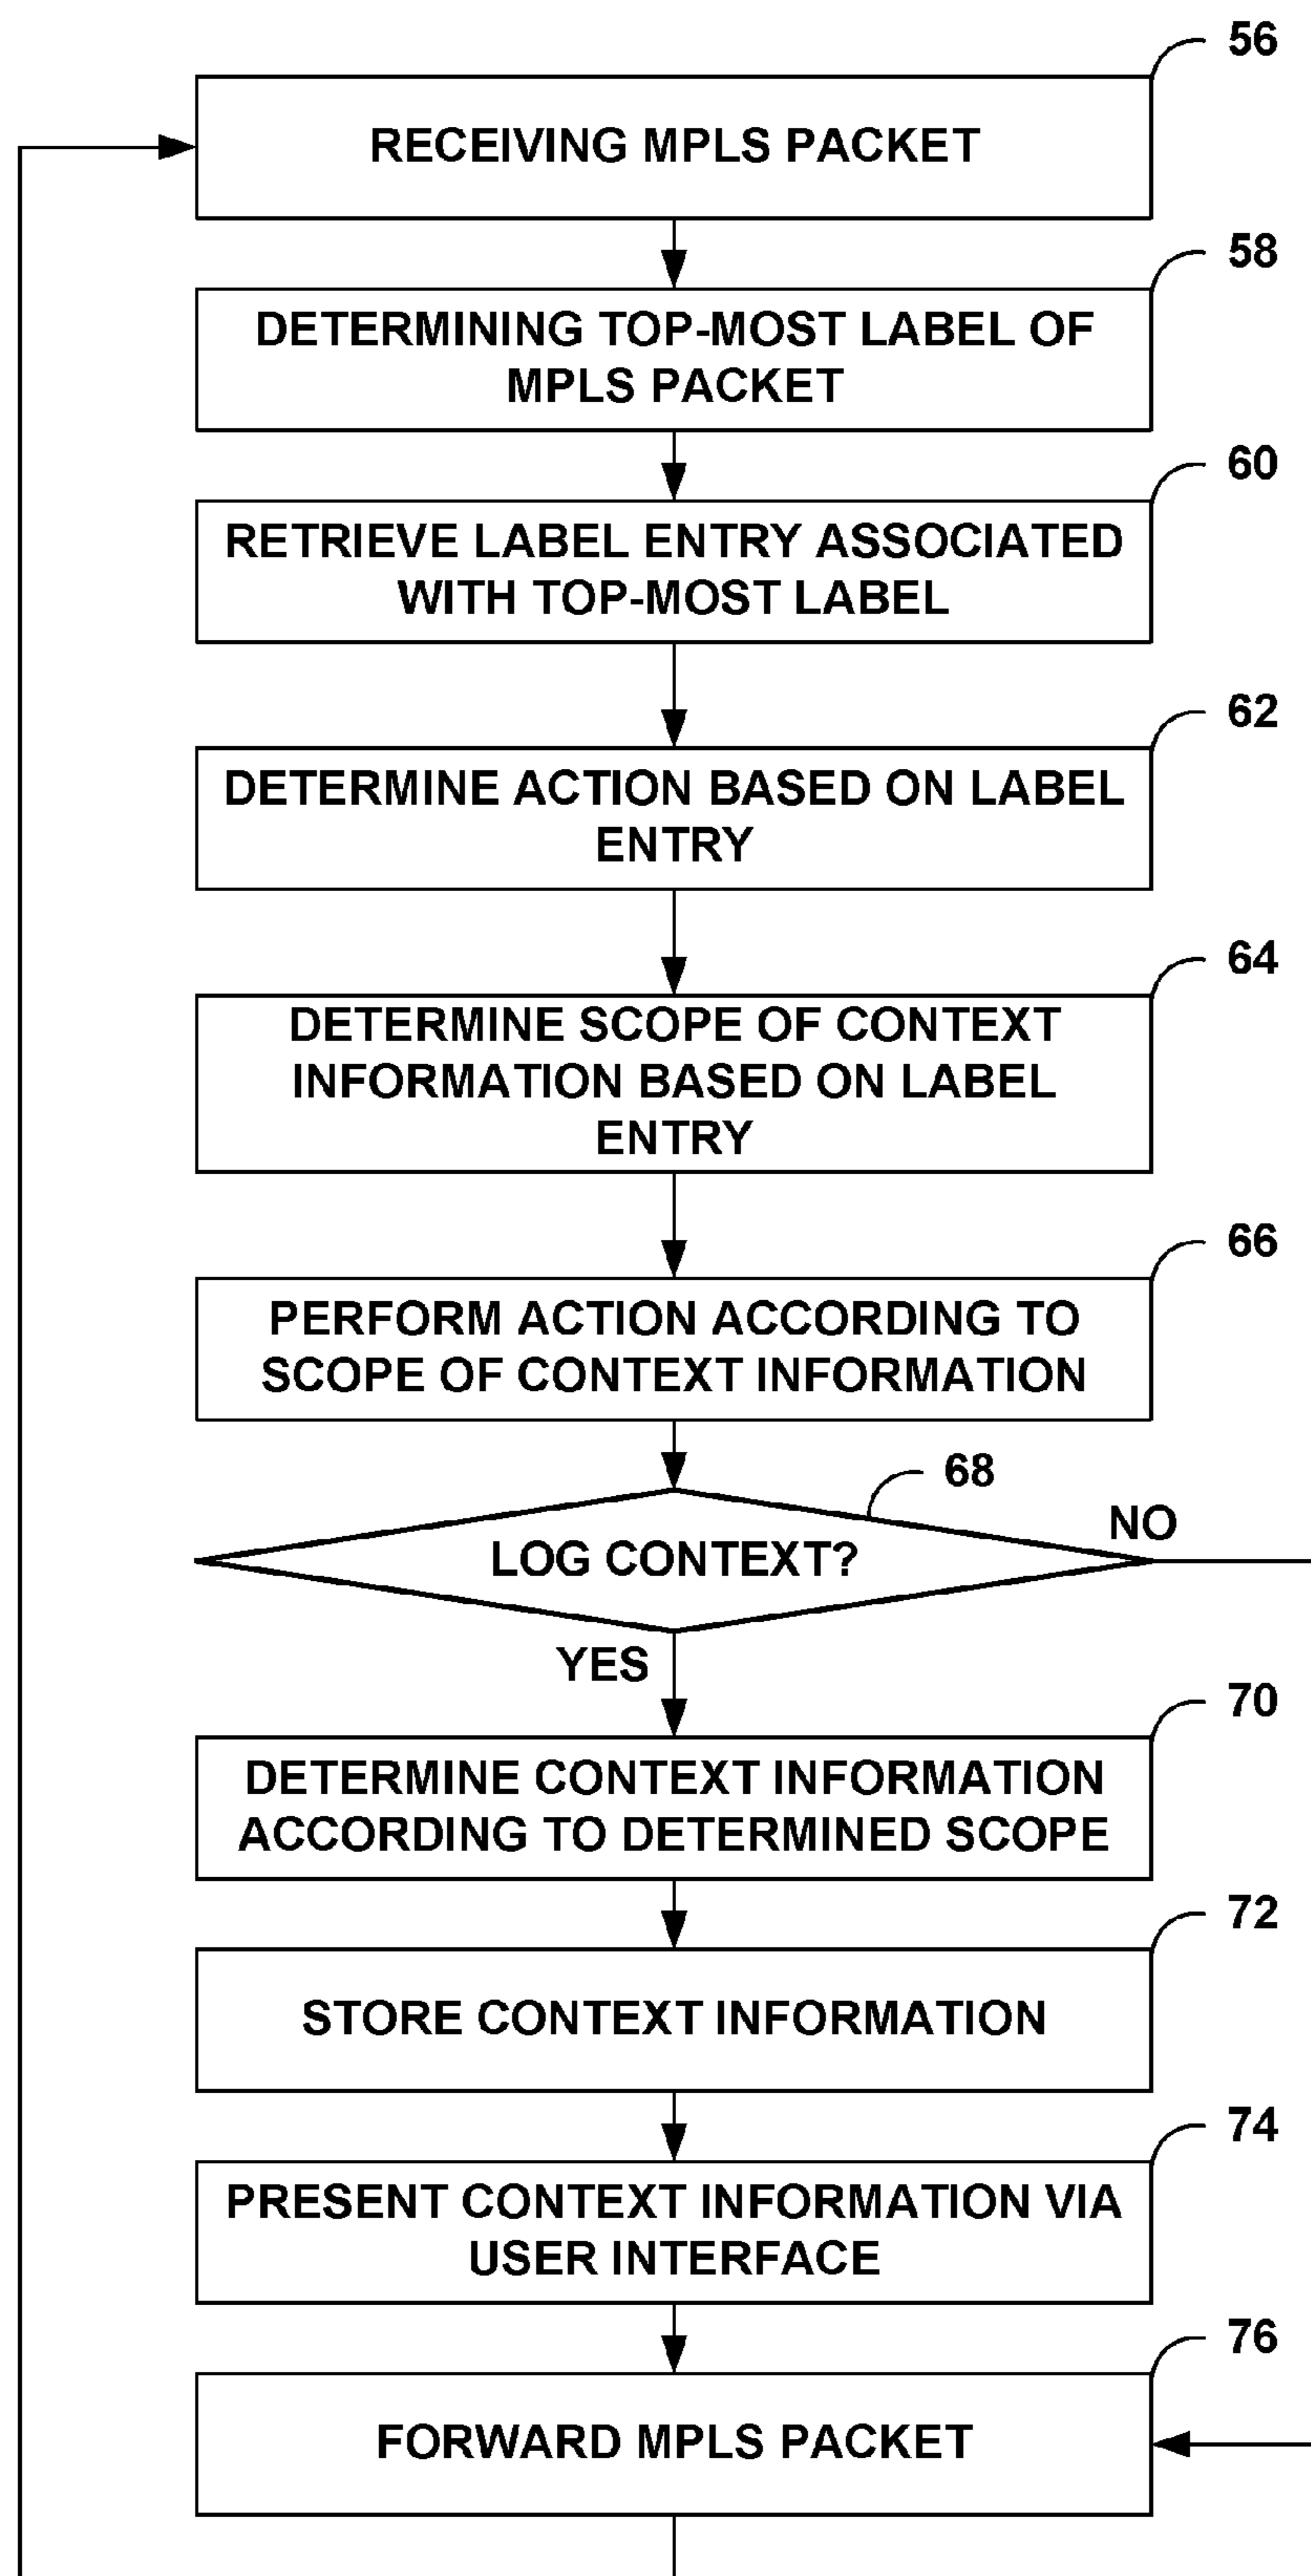 56
RECEIVING MPLS PACKET
58
DETERMINING TOP-MOST LABEL OF
MPLS PACKET
60
RETRIEVE LABEL ENTRY ASSOCIATED
WITH TOP-MOST LABEL
62
DETERMINE ACTION BASED ON LABEL
ENTRY
64
DETERMINE SCOPE OF CONTEXT
INFORMATION BASED ON LABEL
ENTRY
66
PERFORM ACTION ACCORDING TO
SCOPE OF CONTEXT INFORMATION
68
NO
LOG CONTEXT?
YES
70
DETERMINE CONTEXT INFORMATION
ACCORDING TO DETERMINED SCOPE
72
STORE CONTEXT INFORMATION
74
PRESENT CONTEXT INFORMATION VIA
USER INTERFACE
76
FORWARD MPLS PACKET